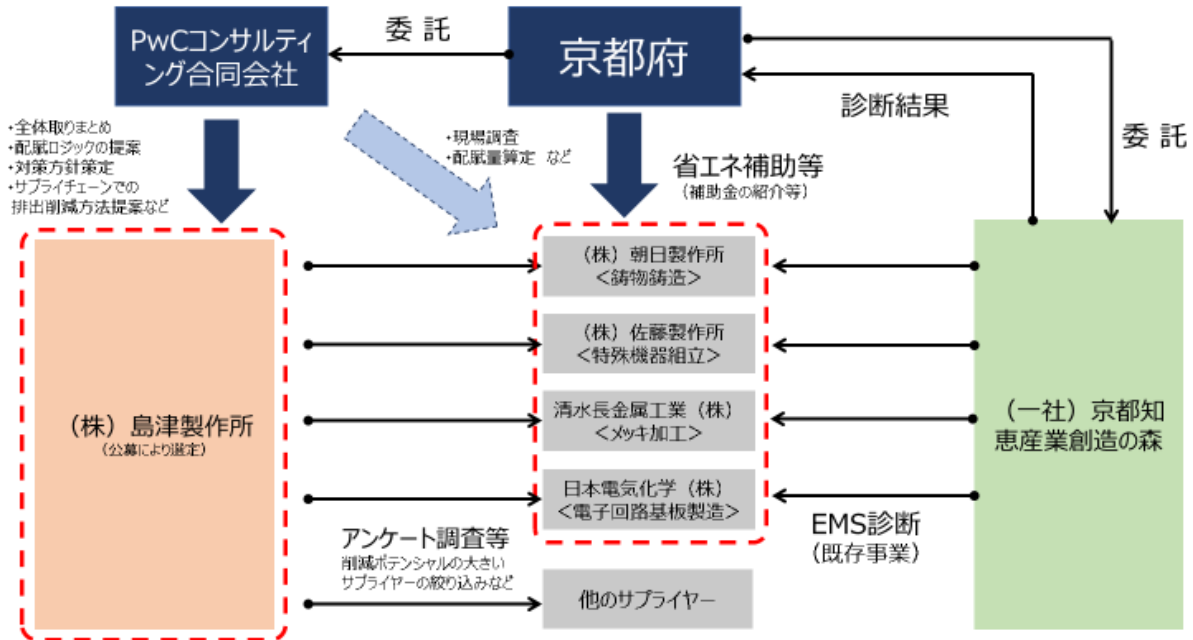 PwCコンサルティ
ング合同会社
委 託
京都府
診断結果
委 託
・全体取りまとめ
・配賦ロジックの提案
・対策方針策定
・サプライチェーンでの
排出削減方法提案など
・現場調査
・配賦量算定 など
省エネ補助等
（補助金の紹介等）
（株）島津製作所
（公募により選定）
（株）朝日製作所
＜鋳物鋳造＞
（株）佐藤製作所
＜特殊機器組立＞
清水長金属工業（株）
＜メッキ加工＞
日本電気化学（株）
＜電子回路基板製造＞
他のサプライヤー
アンケート調査等
削減ポテンシャルの大きい
サプライヤーの絞り込みなど
EMS診断
（既存事業）
（一社）京都知
恵産業創造の森